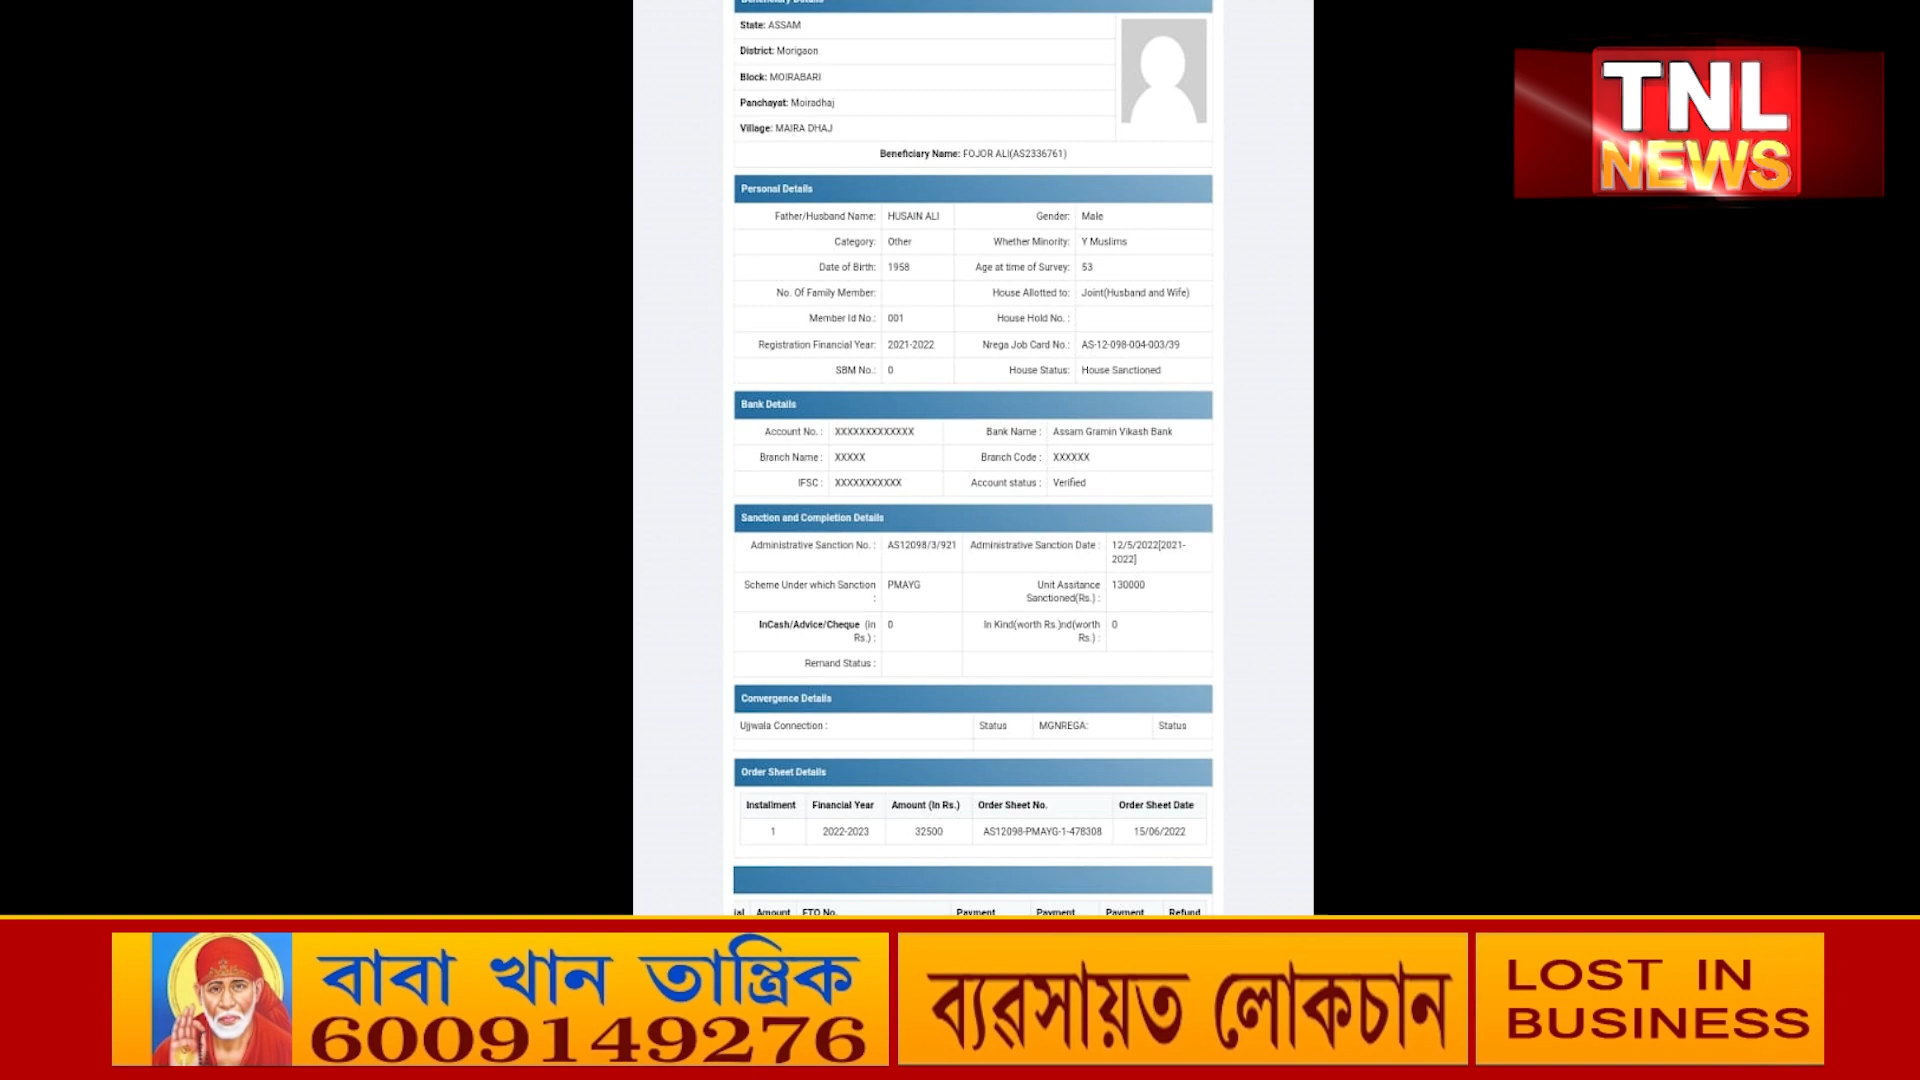 Beneficiary Details
State: ASSAM
District: Morigaon
Block: MOIRABARI
Panchayat: Moiradhaj
Village: MAIRA DHAJ
Beneficiary Name: FOJOR ALI(AS2336761)
Personal Details
Father/Husband Name: HUSAIN ALI Gender: Male
Category: Other Whether Minority: Y Muslims
Date of Birth: 1958 Age at time of Survey: 53
No. Of Family Member: House Allotted to: Joint(Husband and Wife)
Member Id No.: 001 House Hold No. :
Registration Financial Year: 2021-2022 Nrega Job Card No.: AS-12-098-004-003/39
SBM No.: 0 House Status: House Sanctioned
Bank Details
Account No. : XXXXXXXXXXXXX Bank Name : Assam Gramin Vikash Bank
Branch Name : XXXXX Branch Code : XXXXXX
IFSC : XXXXXXXXXXX Account status : Verified
Sanction and Completion Details
Administrative Sanction No. : AS12098/3/921 Administrative Sanction Date : 12/5/2022[2021-
2022]
Scheme Under which Sanction PMAYG Unit Assitance 130000
: Sanctioned(Rs.) :
InCash/Advice/Cheque (in 0 In Kind(worth Rs.)nd(worth 0
Rs.) : Rs.) :
Remand Status :
Convergence Details
Ujjwala Connection : Status MGNREGA: Status
Order Sheet Details
Installment Financial Year Amount (In Rs.) Order Sheet No. Order Sheet Date
1 2022-2023 32500 AS12098-PMAYG-1-478308 15/06/2022
ial Amount FTO No. Payment Payment Payment Refund
TNL
NEWS
বাবা খান তান্ত্রিক
6009149276
ব্যৱসায়ত লোকচান
LOST IN
BUSINESS